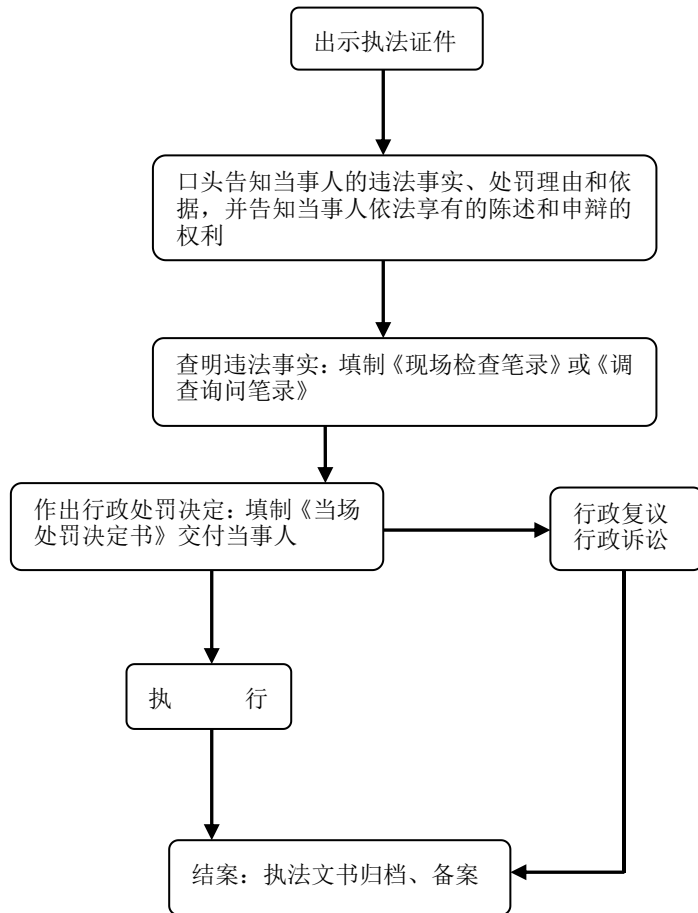 出示执法证件
口头告知当事人的违法事实、处罚理由和依
据，并告知当事人依法享有的陈述和申辩的
权利
查明违法事实：填制《现场检查笔录》或《调
查询问笔录》
作出行政处罚决定：填制《当场
处罚决定书》交付当事人
行政复议
行政诉讼
执 行
结案：执法文书归档、备案